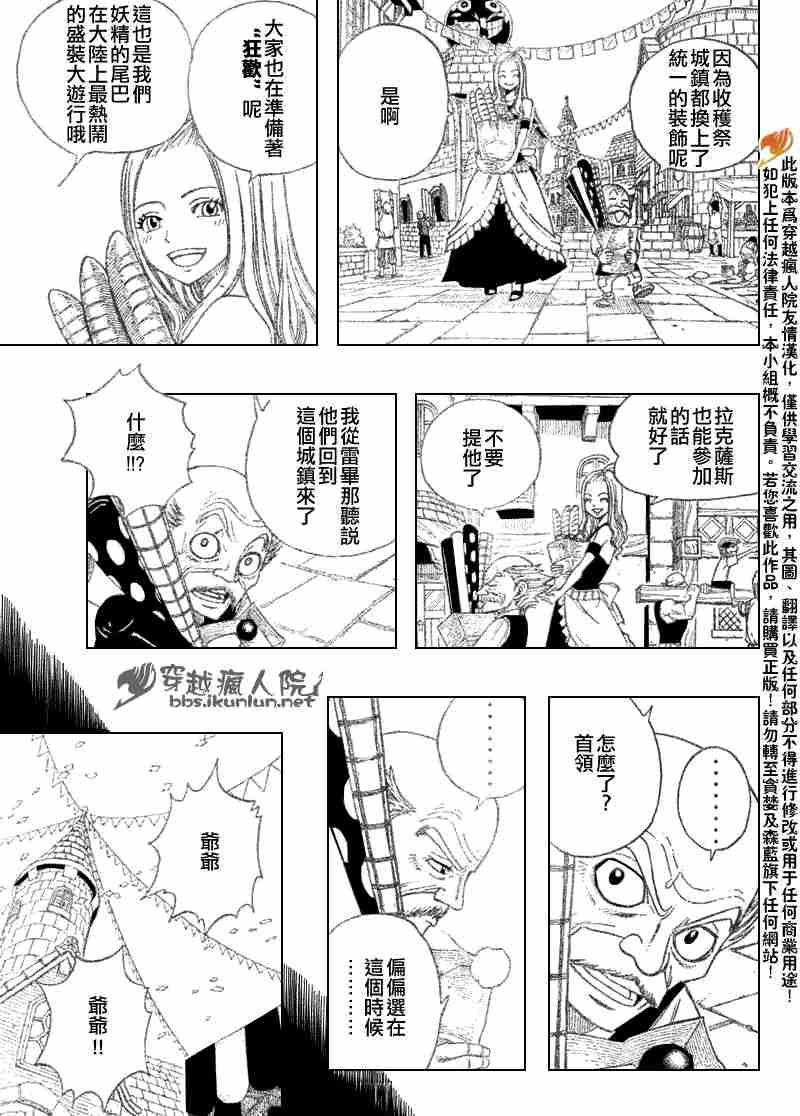 因為收穫祭
城鎮都換上了
統一的裝飾呢
是啊
大家也在準備著
“狂歡”呢
這也是我們
妖精的尾巴
在大陸上最熱鬧
的盛裝大遊行哦
拉克薩斯
也能參加
的話
就好了
不要
提他了
我從雷畢那聽說
他們回到
這個城鎮來了
什麼!!?
………
怎麼了?
首領
………
偏偏選在
這個時候
…………
爺爺
爺爺!!
穿越瘋人院
bbs.ikunlun.net
此版本爲穿越瘋人院友情漢化，僅供學習交流之用，其圖、翻譯以及任何部分不得進行修改或用于任何商業用途！
如犯上任何法律責任，本小組概不負責。若您喜歡此作品，請購買正版！請勿轉至貪婪及森藍旗下任何網站！